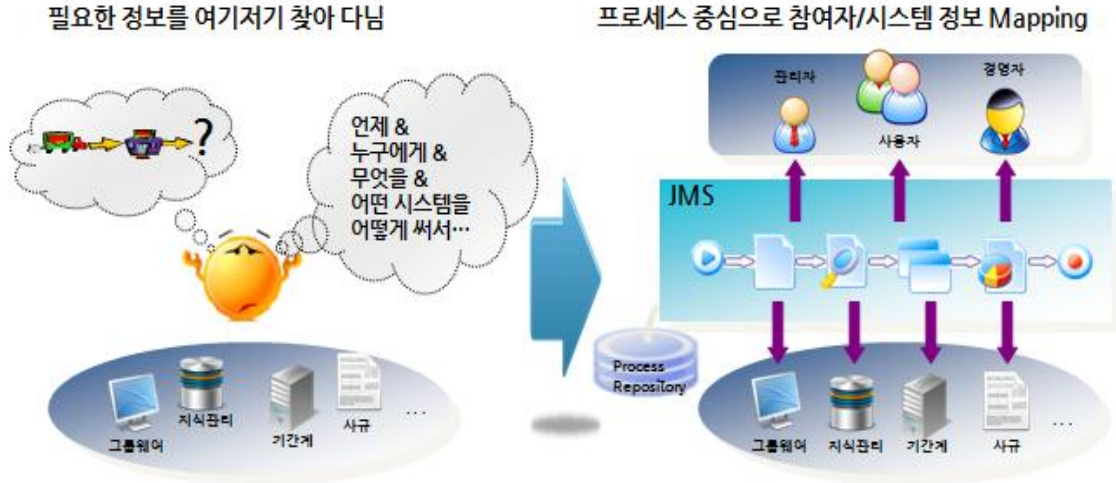 필요한 정보를 여기저기 찾아 다님
프로세스 중심으로 참여자/시스템 정보 Mapping
?
언제 &
누구에게 &
무엇을 &
어떤 시스템을
어떻게 써서...
그룹웨어
지식관리
기간계
사규
...
관리자
사용자
경영자
JMS
Process
Repository
그룹웨어
지식관리
기간계
사규
...